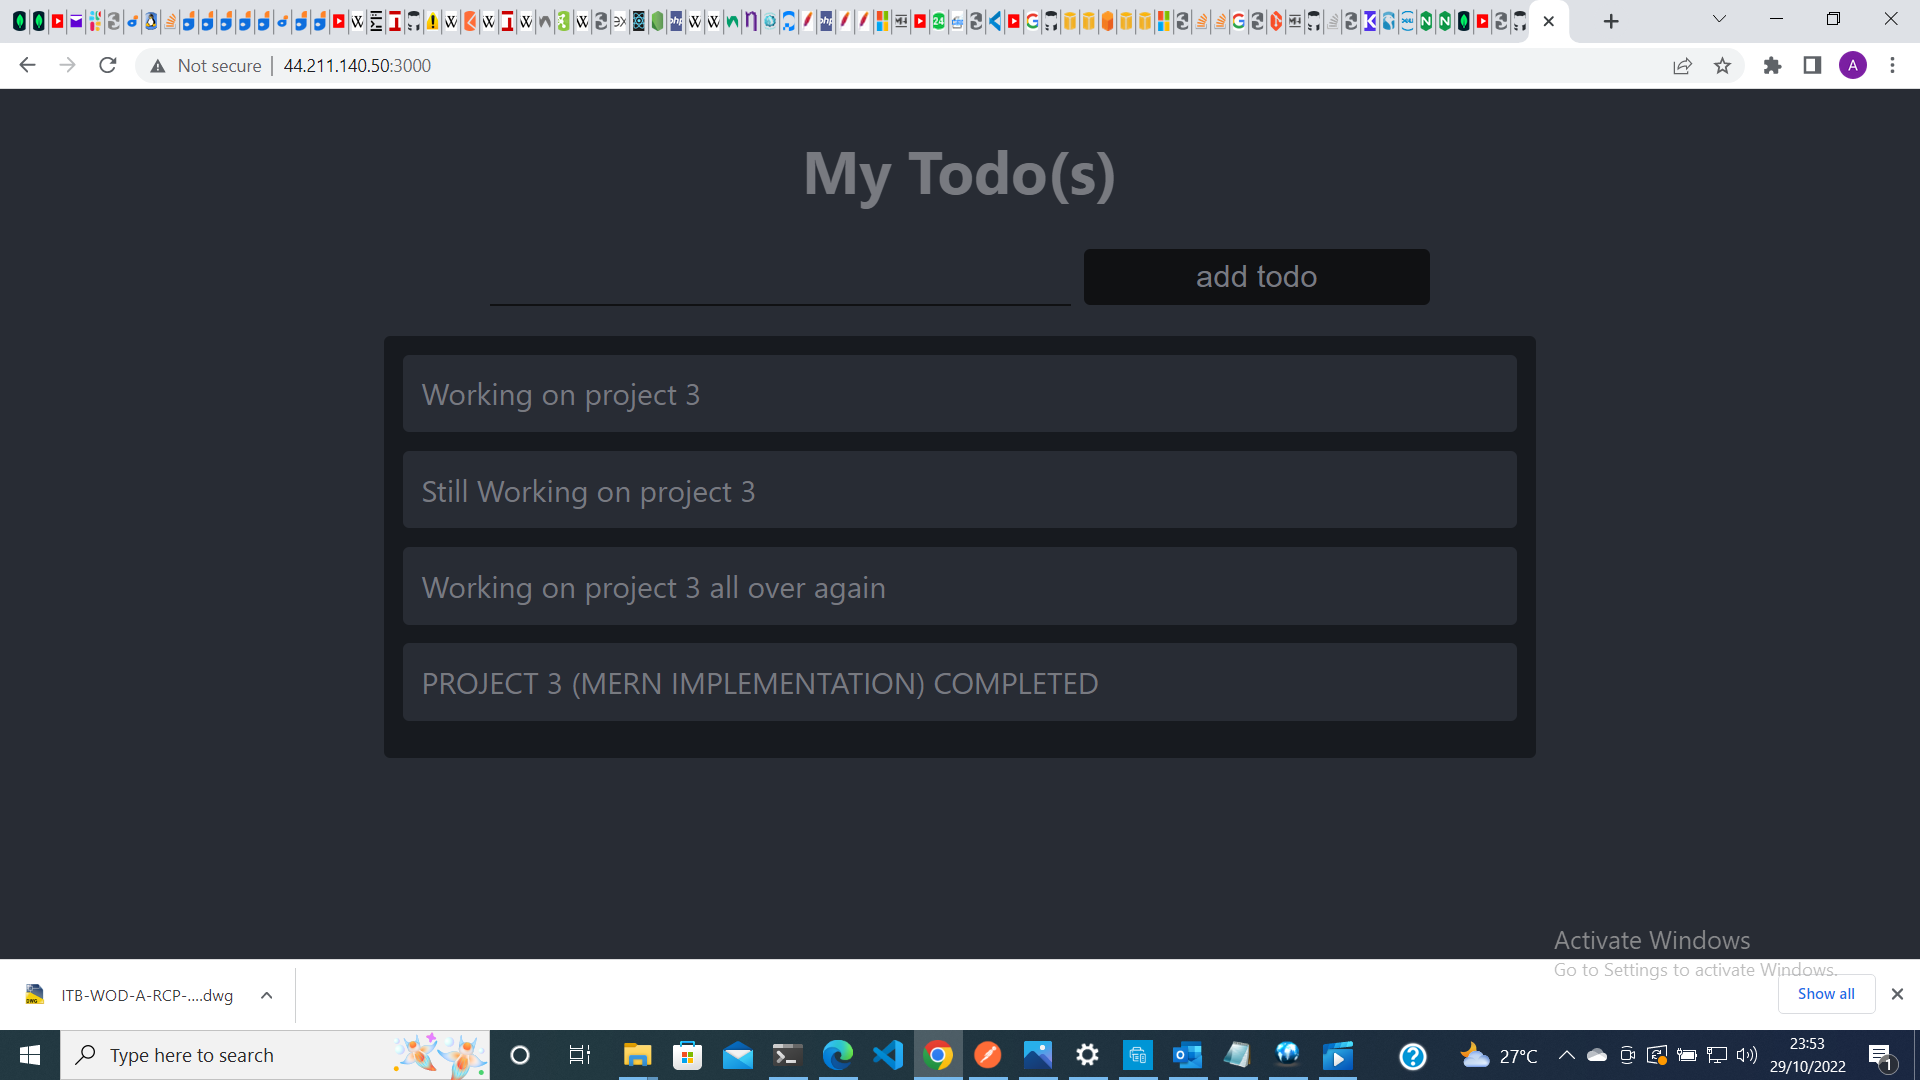 Not secure
44.211.140.50:3000
A
My Todo(s)
add todo
Working on project 3
Still Working on project 3
Working on project 3 all over again
PROJECT 3 (MERN IMPLEMENTATION) COMPLETED
Activate Windows
Go to Settings to activate Windows.
ITB-WOD-A-RCP-....dwg
Show all
Type here to search
27°C
23:53
29/10/2022
1